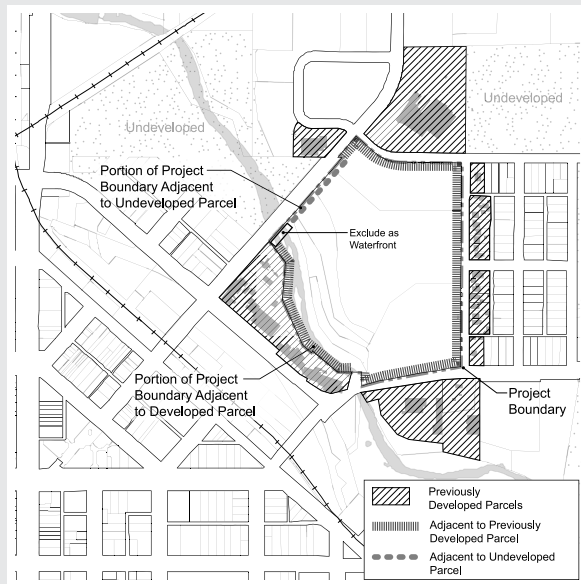 Undeveloped
Undeveloped
Portion of Project
Boundary Adjacent
to Undeveloped Parcel
Exclude as
Waterfront
Portion of Project
Boundary Adjacent
to Developed Parcel
Project
Boundary
Previously
Developed Parcels
Adjacent to Previously
Developed Parcel
Adjacent to Undeveloped
Parcel